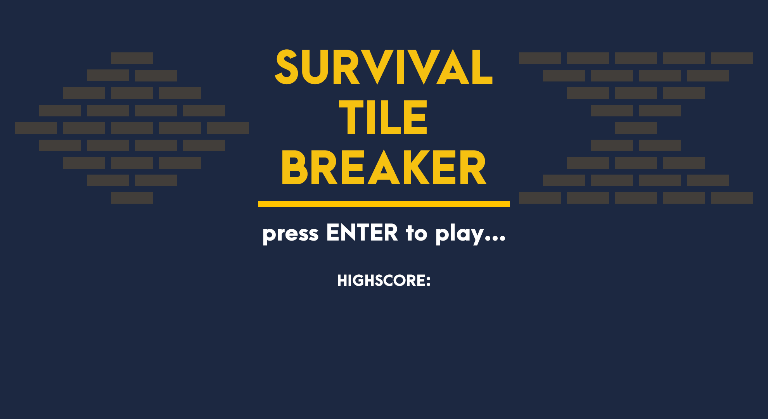 SURVIVAL
TILE
BREAKER
press ENTER to play...
HIGHSCORE: